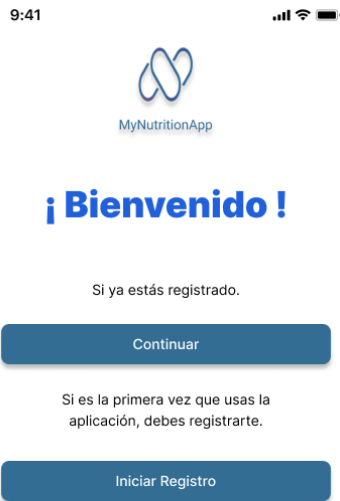 9:41
MyNutritionApp
¡ Bienvenido !
Si ya estás registrado.
Continuar
Si es la primera vez que usas la
aplicación, debes registrarte.
Iniciar Registro